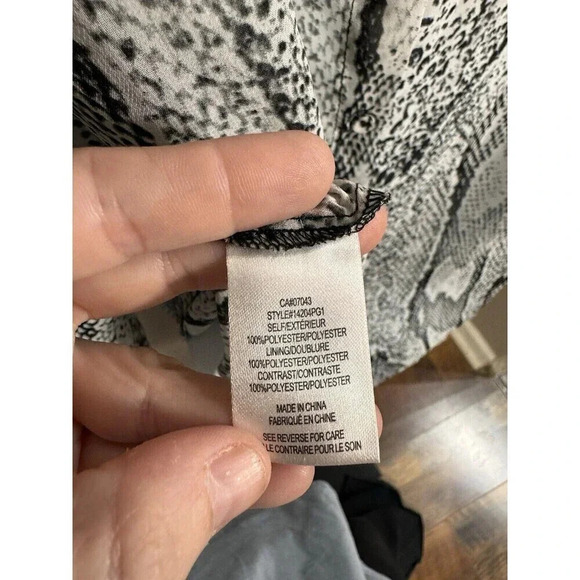 CA#07043
STYLE#14204PG1
SELF/EXTÉRIEUR
100%POLYESTER/POLYESTER
LINING/DOUBLURE
100%POLYESTER/POLYESTER
CONTRAST/CONTRASTE
100%POLYESTER/POLYESTER
MADE IN CHINA
FABRIQUÉ EN CHINE
SEE REVERSE FOR CARE
LE CONTRAIRE POUR LE SOIN